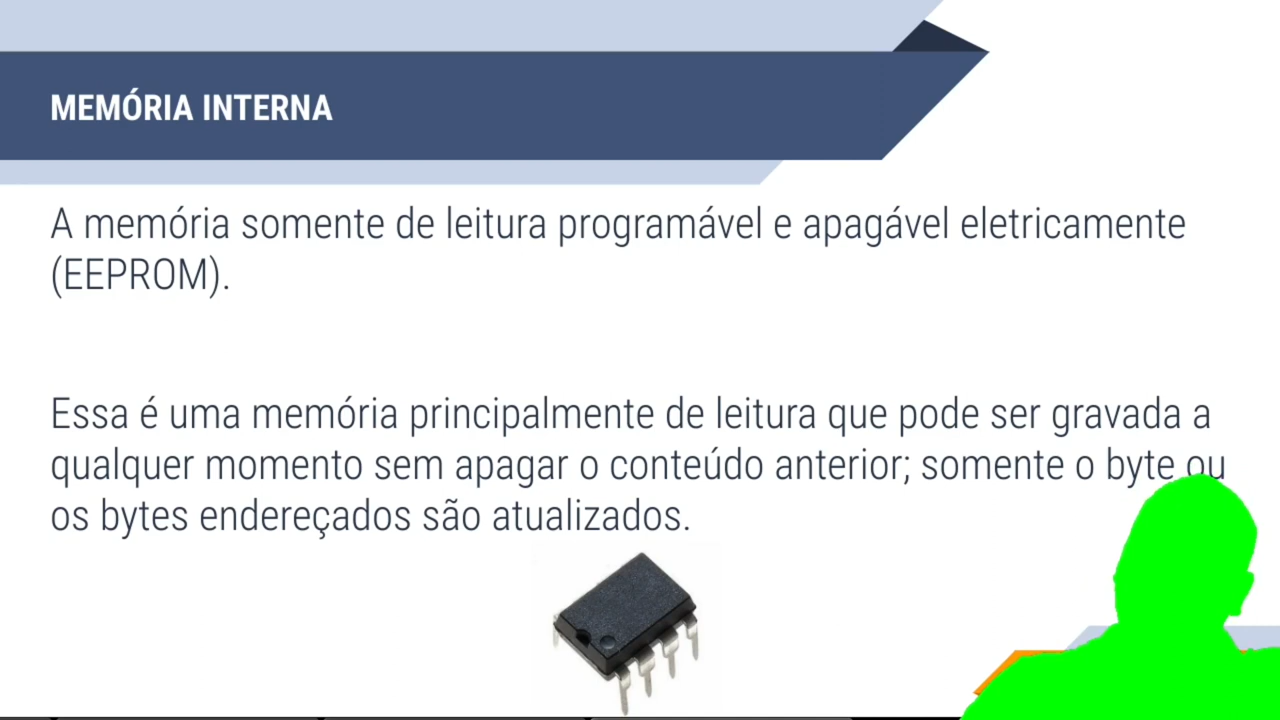 MEMÓRIA INTERNA
A memória somente de leitura programável e apagável eletricamente
(EEPROM).
Essa é uma memória principalmente de leitura que pode ser gravada a
qualquer momento sem apagar o conteúdo anterior; somente o byte ou
os bytes endereçados são atualizados.